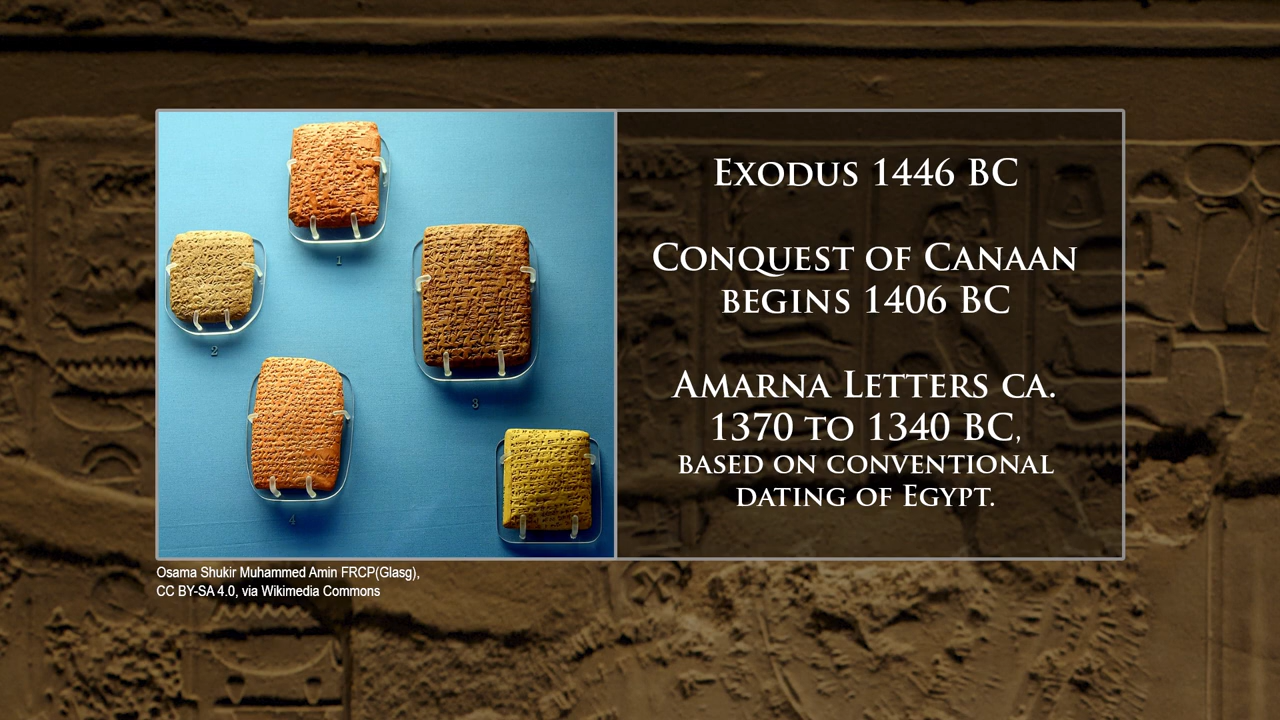 1
2
3
4
Exodus 1446 BC
Conquest of Canaan
begins 1406 BC
Amarna Letters ca.
1370 to 1340 BC,
based on conventional
dating of Egypt.
Osama Shukir Muhammed Amin FRCP(Glasg),
CC BY-SA 4.0, via Wikimedia Commons